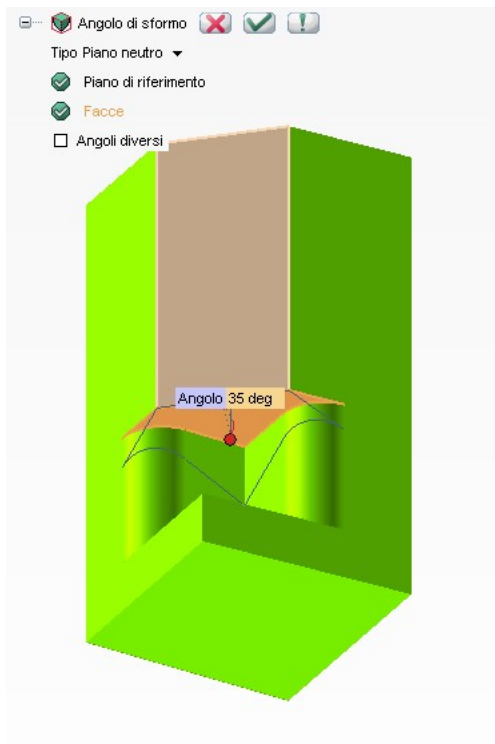 Angolo di sformo
Tipo Piano neutro
Piano di riferimento
Facce
Angoli diversi
Angolo 35 deg